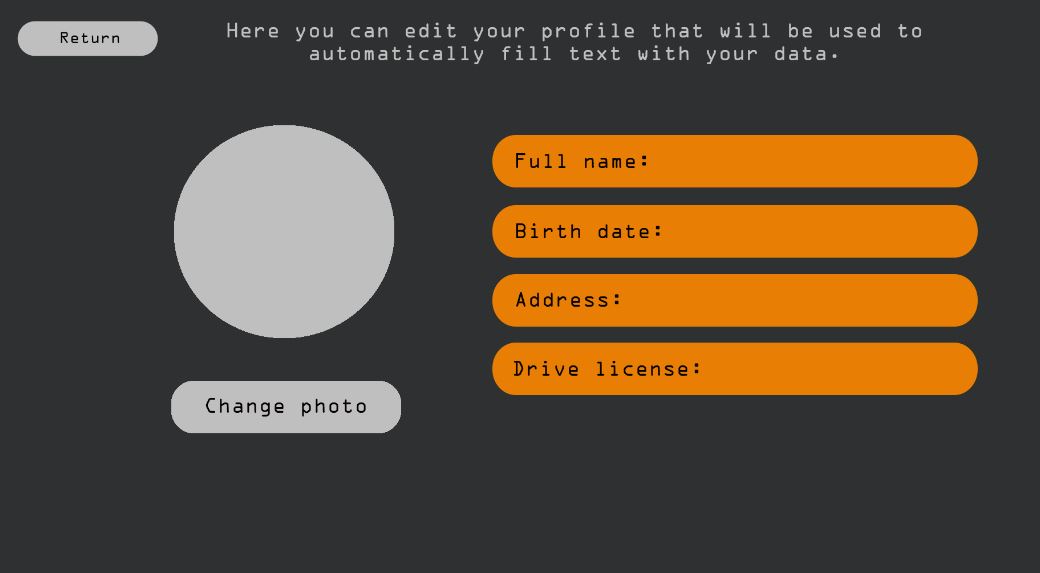 Return
Here you can edit your profile that will be used to
automatically fill text with your data.
Full name:
Birth date:
Address:
Drive license:
Change photo